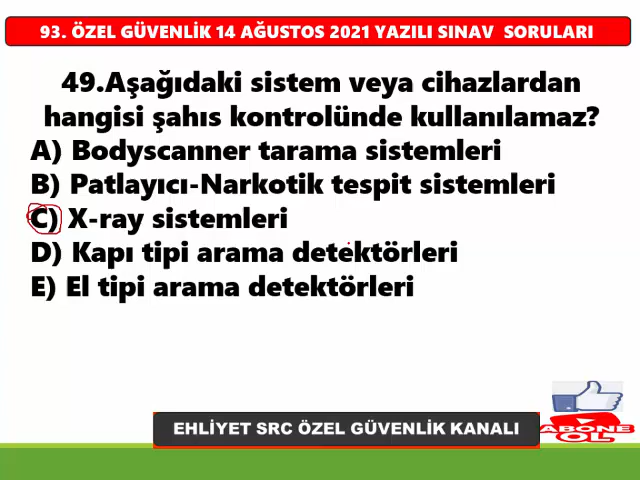 93. ÖZEL GÜVENLİK 14 AĞUSTOS 2021 YAZILI SINAV SORULARI
49.Aşağıdaki sistem veya cihazlardan
hangisi şahıs kontrolünde kullanılamaz?
A) Bodyscanner tarama sistemleri
B) Patlayıcı-Narkotik tespit sistemleri
C) X-ray sistemleri
D) Kapı tipi arama detektörleri
E) El tipi arama detektörleri
EHLİYET SRC ÖZEL GÜVENLİK KANALI
ABONE
OL